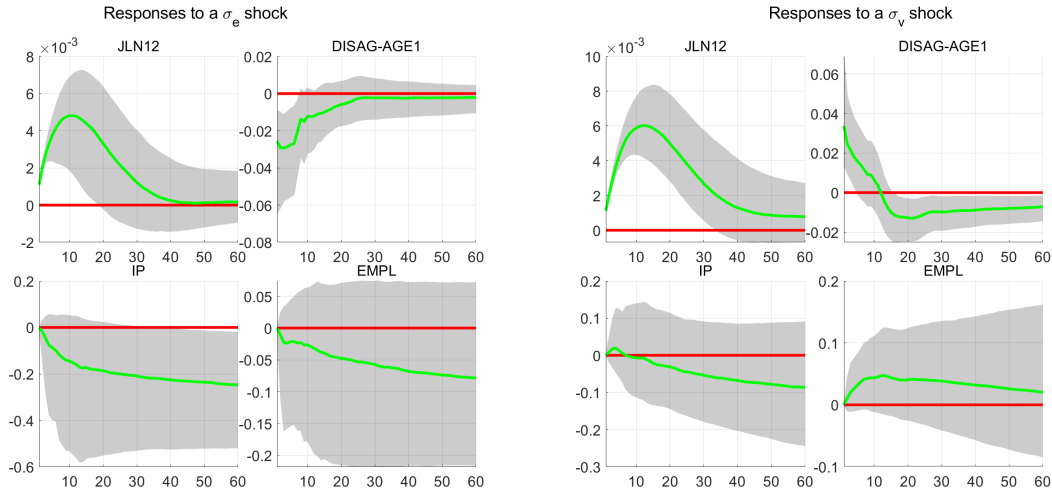 Responses to a σe shock
JLN12
×10-3
8
6
4
2
0
-2
10 20 30 40 50 60
DISAG-AGE1
0.02
0
-0.02
-0.04
-0.06
-0.08
10 20 30 40 50 60
IP
0.2
0
-0.2
-0.4
-0.6
10 20 30 40 50 60
EMPL
0.05
0
-0.05
-0.1
-0.15
-0.2
10 20 30 40 50 60
Responses to a σv shock
JLN12
×10-3
10
8
6
4
2
0
10 20 30 40 50 60
DISAG-AGE1
0.06
0.04
0.02
0
-0.02
10 20 30 40 50 60
IP
0.2
0.1
0
-0.1
-0.2
-0.3
10 20 30 40 50 60
EMPL
0.2
0.1
0
-0.1
10 20 30 40 50 60